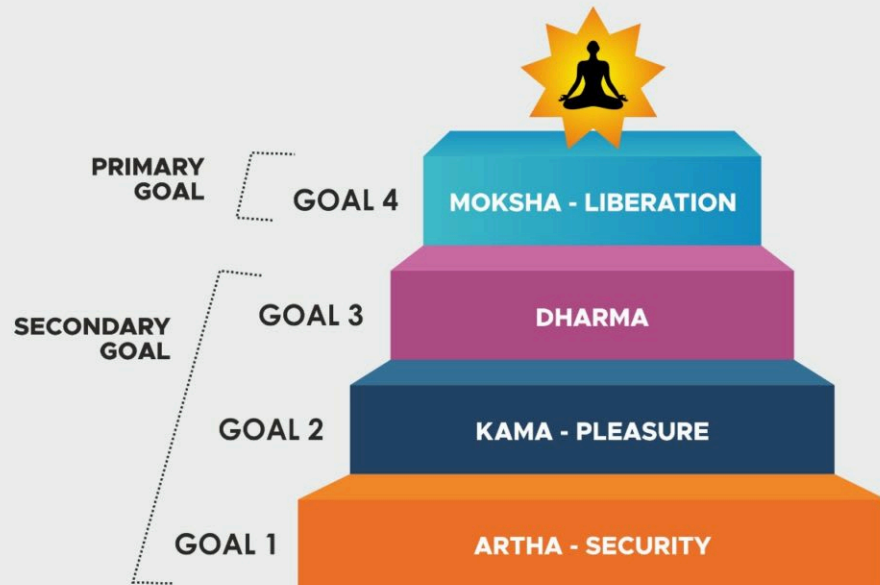 PRIMARY
GOAL
GOAL 4
MOKSHA - LIBERATION
SECONDARY
GOAL
GOAL 3
DHARMA
GOAL 2
KAMA - PLEASURE
GOAL 1
ARTHA - SECURITY